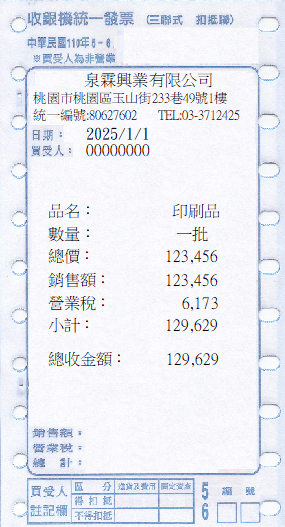 收銀機統一發票 (三聯式 扣抵聯)
中華民國110年5-6
※買受人為非營業
泉霖興業有限公司
桃園市桃園區玉山街233巷49號1樓
統一編號:80627602 TEL:03-3712425
日期: 2025/1/1
買受人: 00000000
品名： 印刷品
數量： 一批
總價： 123,456
銷售額： 123,456
營業稅： 6,173
小計： 129,629
總收金額： 129,629
銷售額：
營業稅：
總 計：
買受人 區分 進貨及費用 固定資產
註記欄 得扣抵
不得扣抵
5 編號
6